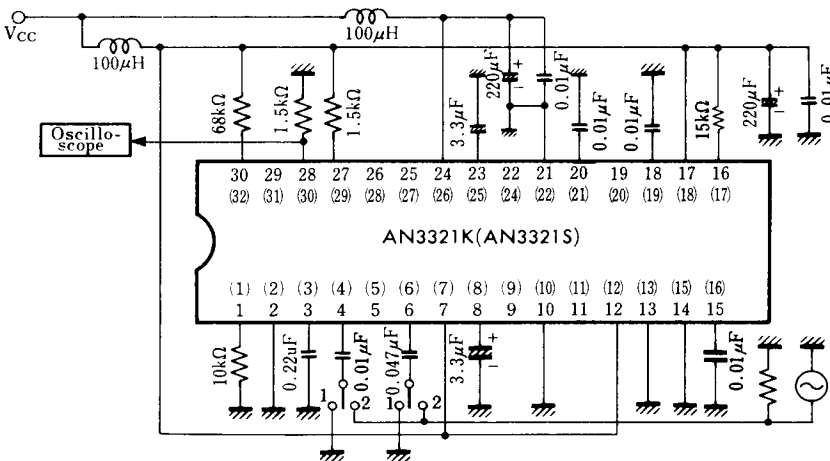 VCC
100μH
100μH
68kΩ
1.5kΩ
1.5kΩ
3.3μF
220μF
+
−
0.01μF
0.01μF
0.01μF
15kΩ
220μF
+
−
0.01μF
Oscillo-
scope
30 29 28 27 26 25 24 23 22 21 20 19 18 17 16
(32) (31) (30) (29) (28) (27) (26) (25) (24) (22) (21) (20) (19) (18) (17)
AN3321K(AN3321S)
(1) (2) (3) (4) (5) (6) (7) (8) (9) (10) (11) (12) (13) (15) (16)
1 2 3 4 5 6 7 8 9 10 11 12 13 14 15
10kΩ
0.22uF
0.01μF
0.047μF
3.3μF
+
−
0.01μF
1 2 1 2